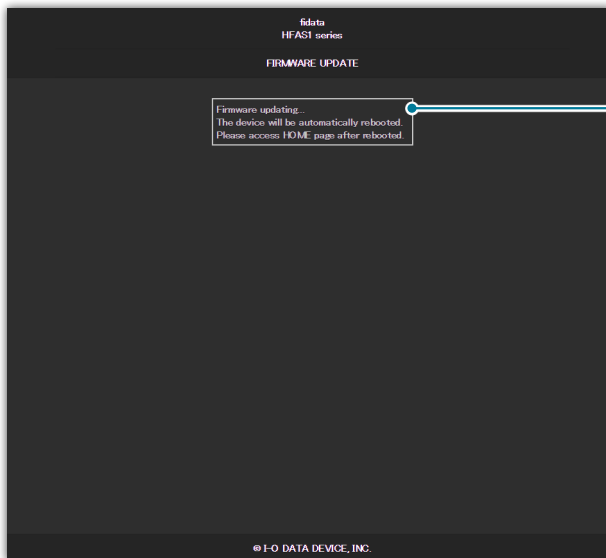 fidata
HFAS1 series
FIRMWARE UPDATE
Firmware updating...
The device will be automatically rebooted.
Please access HOME page after rebooted.
© I-O DATA DEVICE, INC.